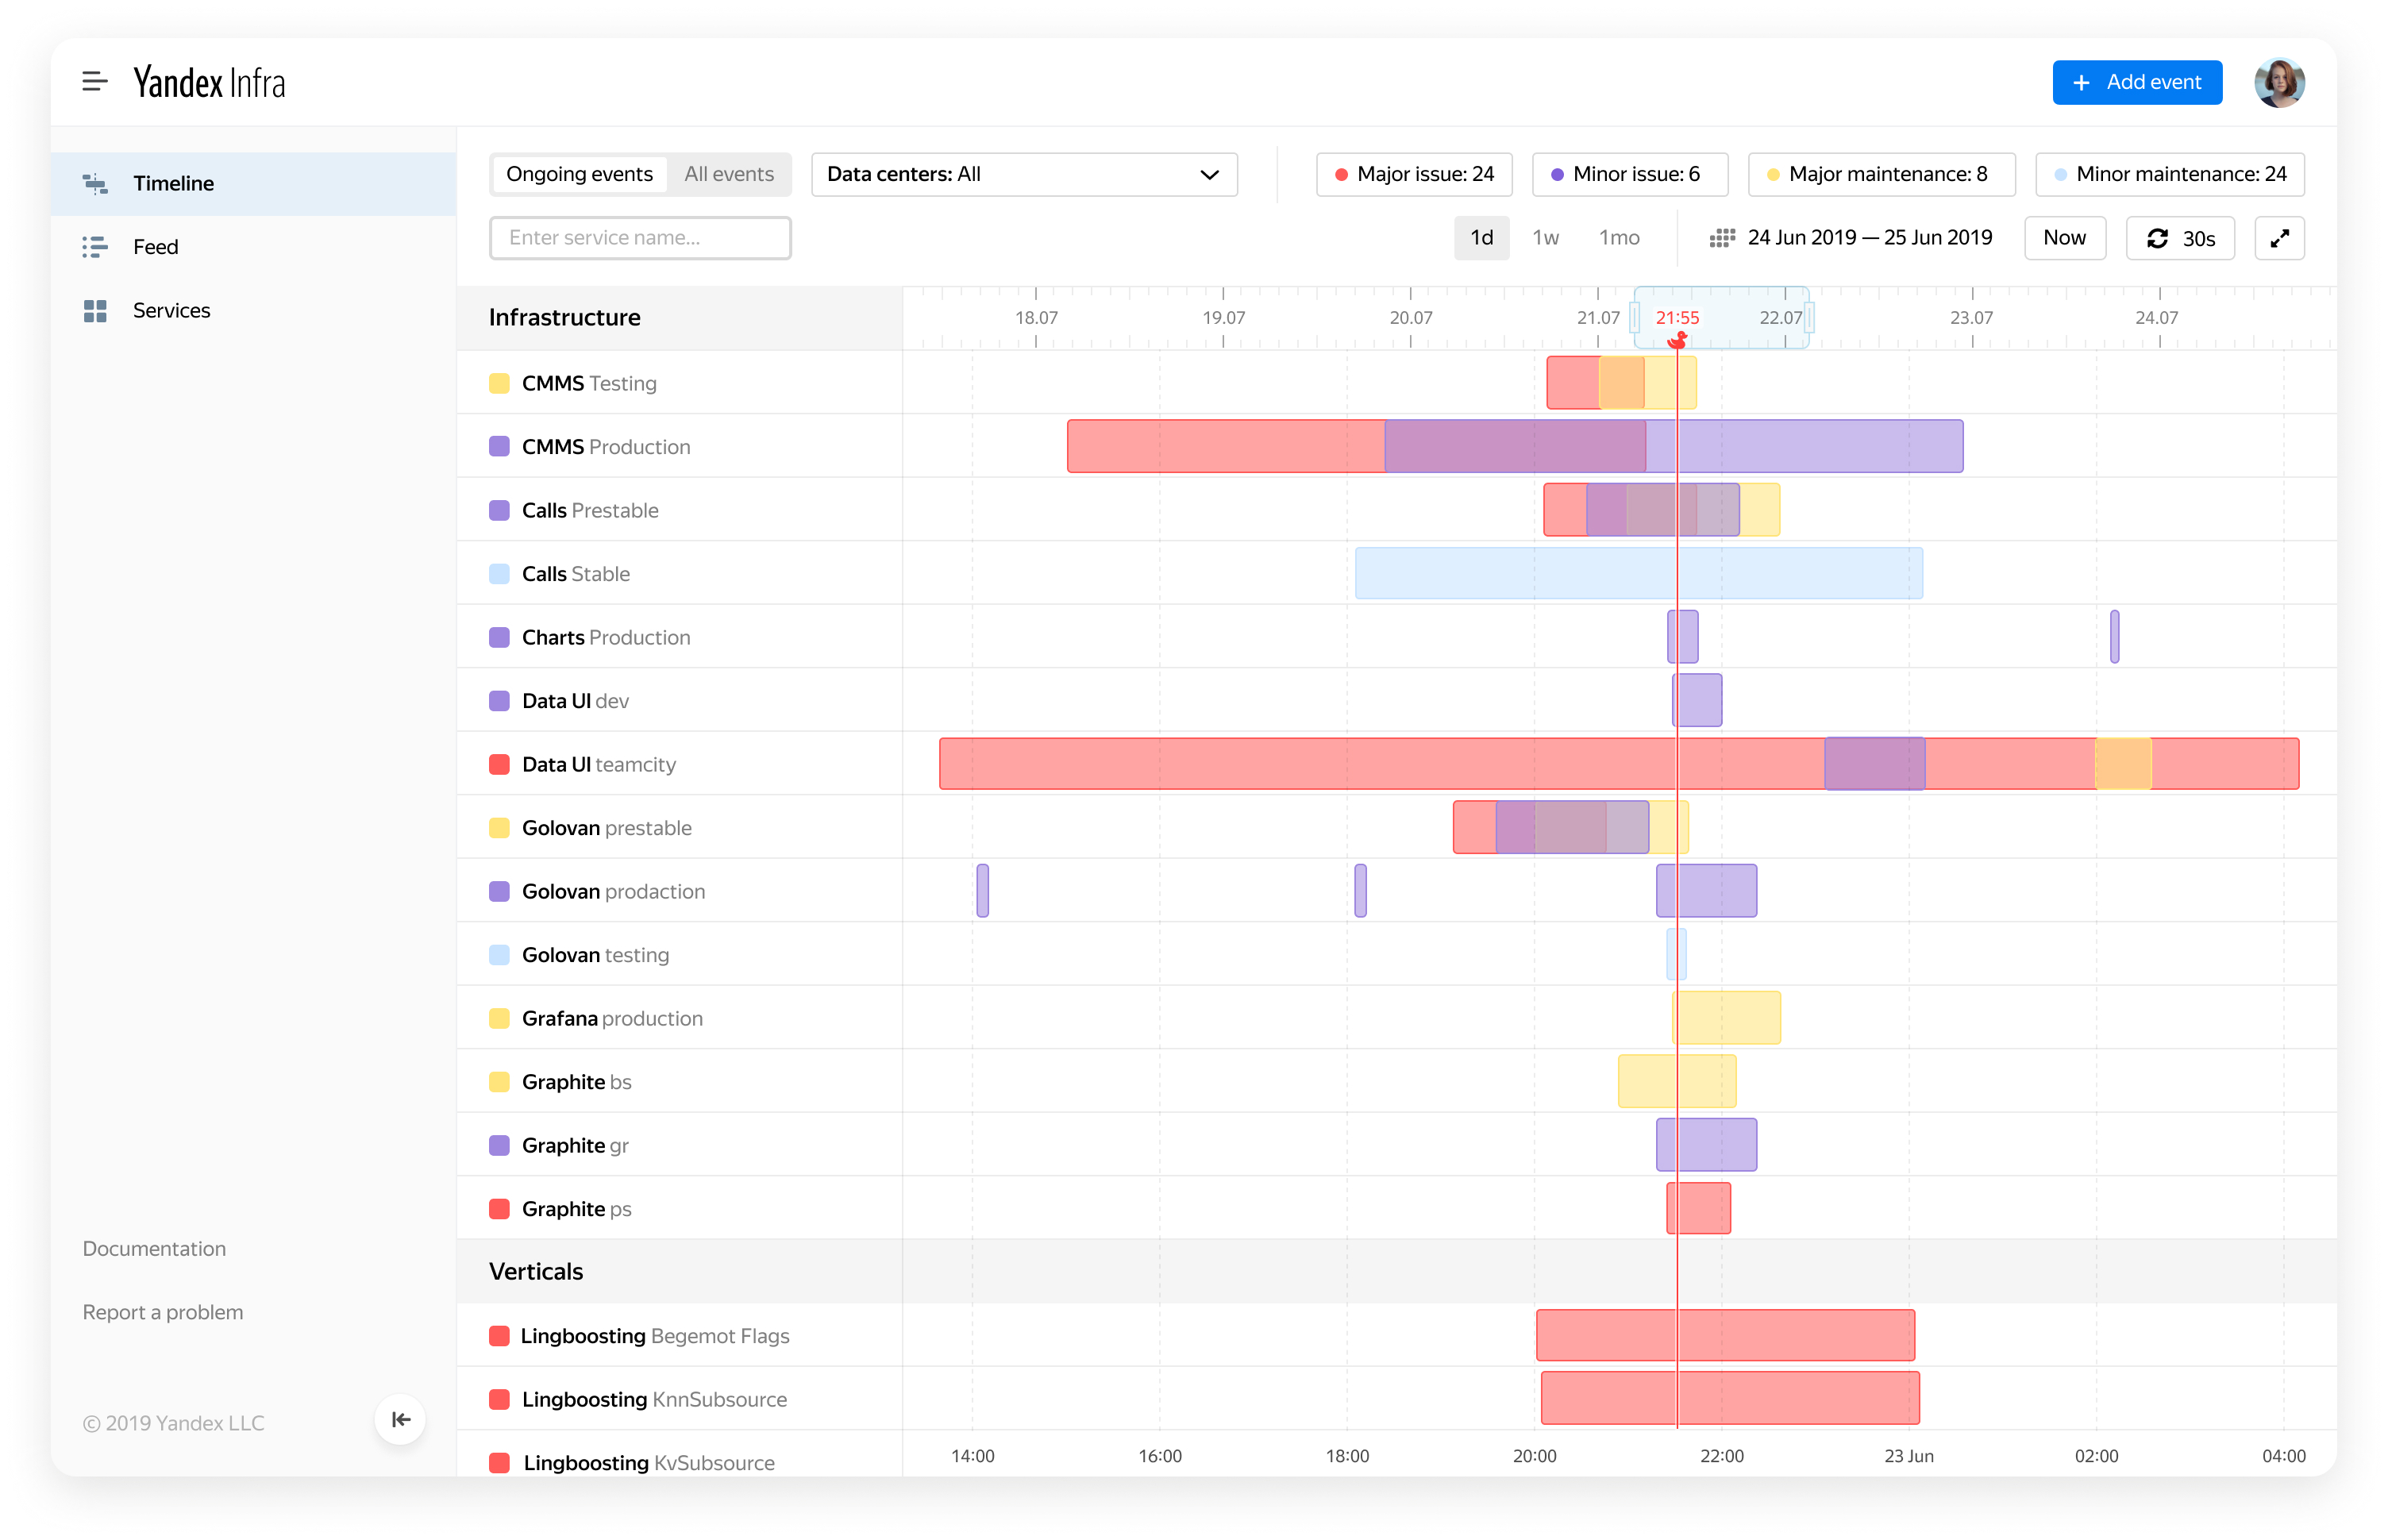 Yandex Infra
Add event
Timeline
Feed
Services
Documentation
Report a problem
© 2019 Yandex LLC
Ongoing events All events Data centers: All Major issue: 24 Minor issue: 6 Major maintenance: 8 Minor maintenance: 24
Enter service name... 1d 1w 1mo 24 Jun 2019 — 25 Jun 2019 Now 30s
Infrastructure 18.07 19.07 20.07 21.07 21:55 22.07 23.07 24.07
CMMS Testing
CMMS Production
Calls Prestable
Calls Stable
Charts Production
Data UI dev
Data UI teamcity
Golovan prestable
Golovan prodaction
Golovan testing
Grafana production
Graphite bs
Graphite gr
Graphite ps
Verticals
Lingboosting Begemot Flags
Lingboosting KnnSubsource
Lingboosting KvSubsource
14:00 16:00 18:00 20:00 22:00 23 Jun 02:00 04:00